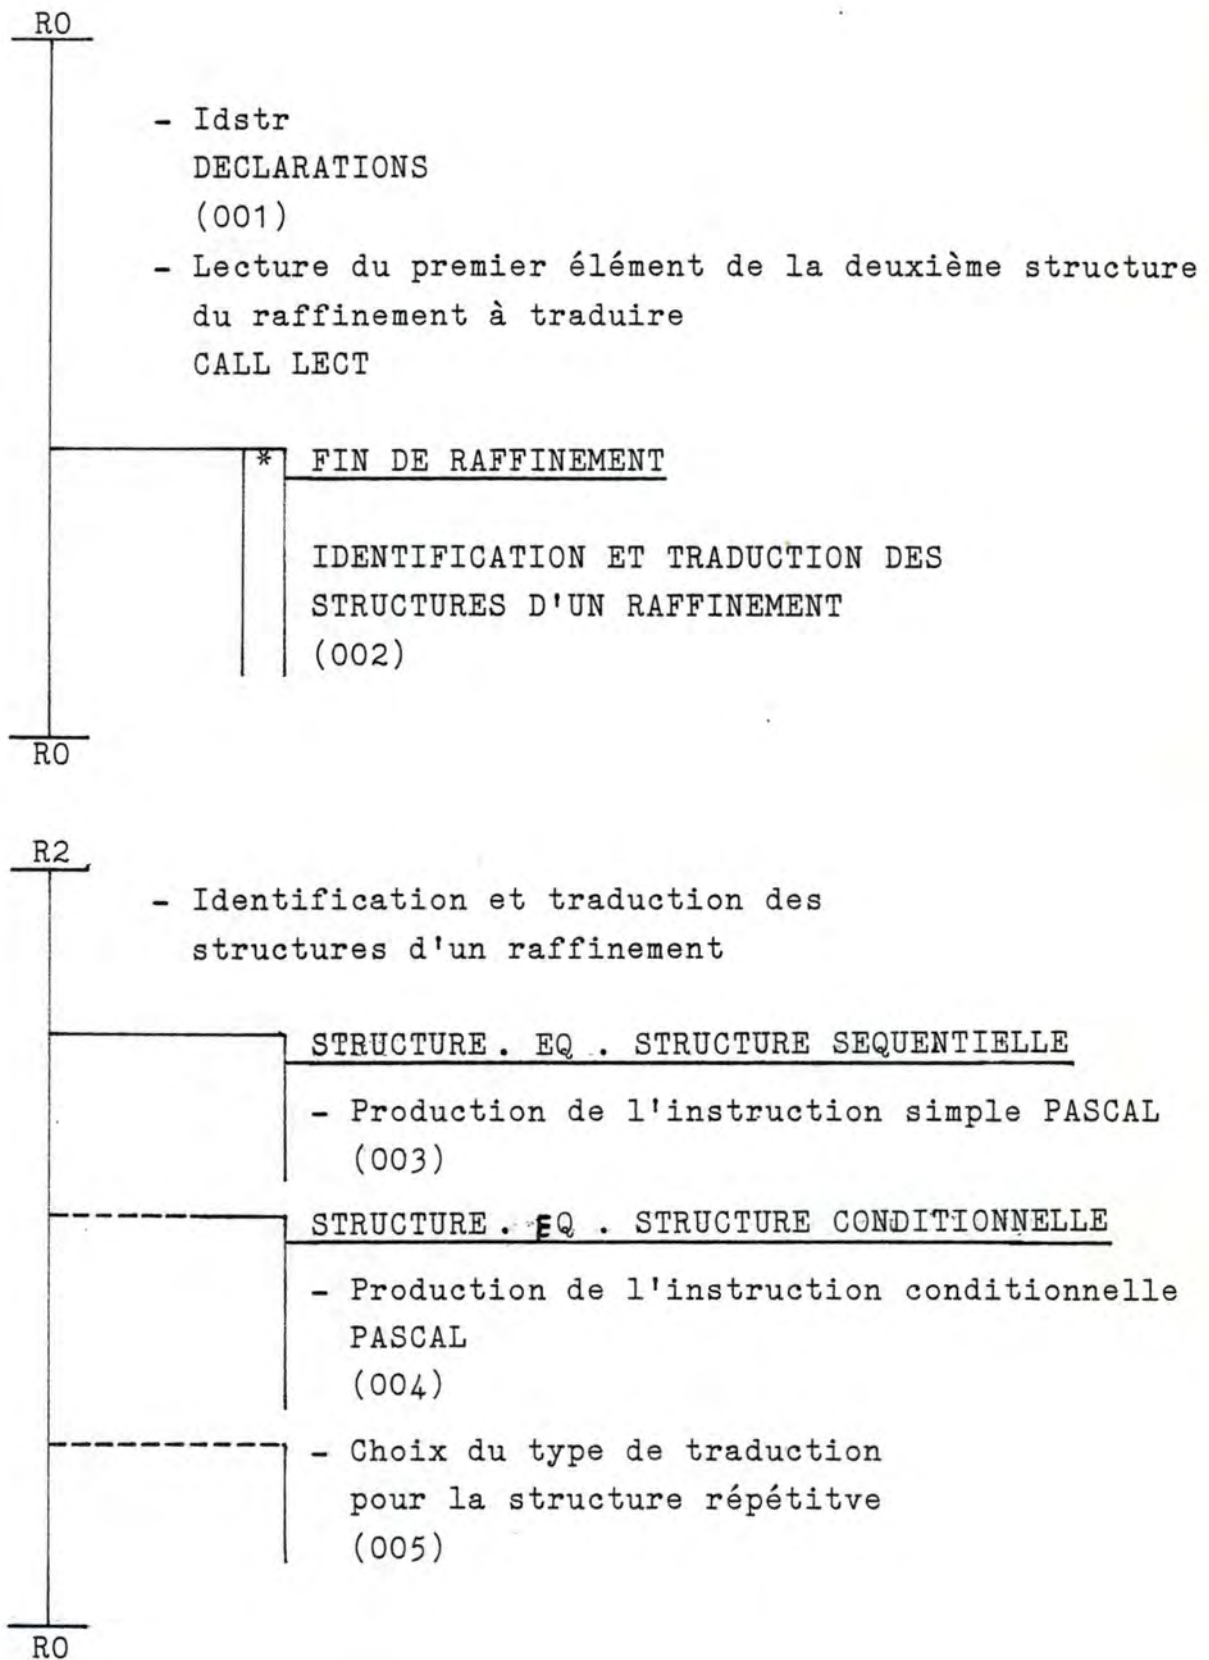 RO
- Idstr
DECLARATIONS
(001)
- Lecture du premier élément de la deuxième structure
du raffinement à traduire
CALL LECT
* FIN DE RAFFINEMENT
IDENTIFICATION ET TRADUCTION DES
STRUCTURES D'UN RAFFINEMENT
(002)
RO
R2
- Identification et traduction des
structures d'un raffinement
STRUCTURE . EQ . STRUCTURE SEQUENTIELLE
- Production de l'instruction simple PASCAL
(003)
STRUCTURE . EQ . STRUCTURE CONDITIONNELLE
- Production de l'instruction conditionnelle
PASCAL
(004)
- Choix du type de traduction
pour la structure répétitve
(005)
RO